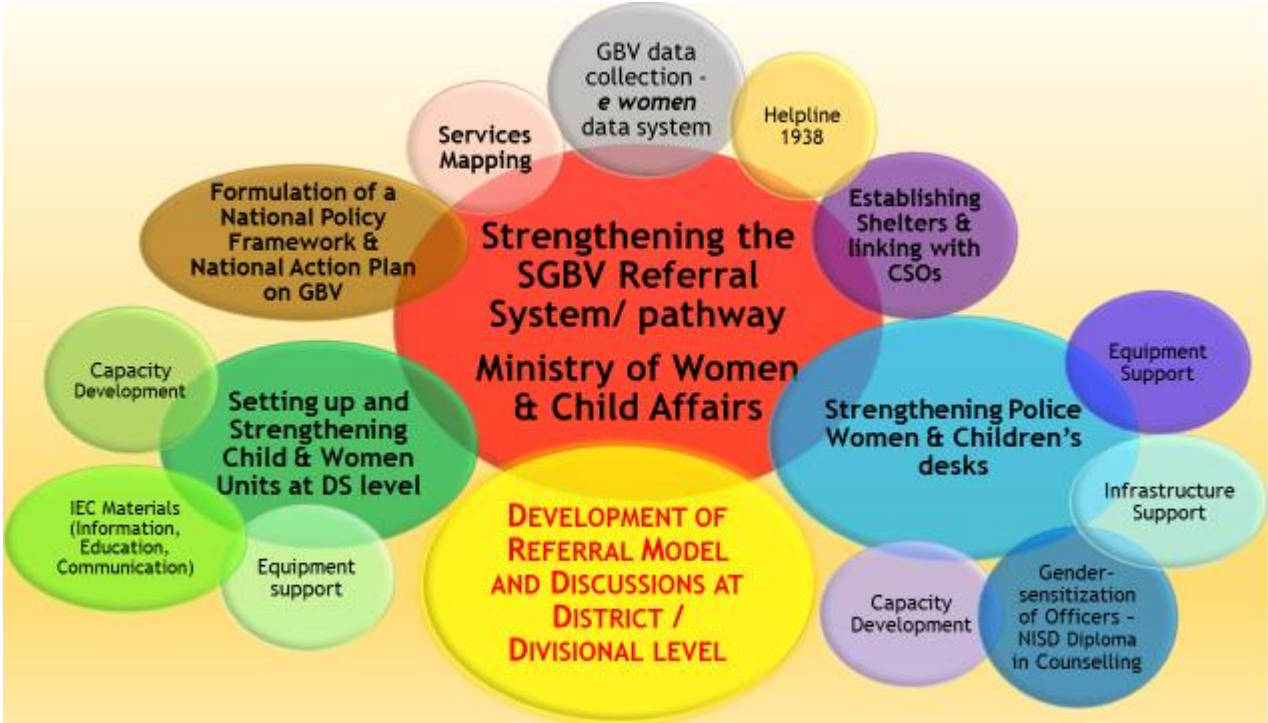 GBV data
collection -
e women
data system
Helpline
1938
Services
Mapping
Establishing
Shelters &
linking with
CSOs
Formulation of a
National Policy
Framework &
National Action Plan
on GBV
Strengthening the
SGBV Referral
System/ pathway
Ministry of Women
& Child Affairs
Capacity
Development
Setting up and
Strengthening
Child & Women
Units at DS level
IEC Materials
(Information,
Education,
Communication)
Equipment
support
DEVELOPMENT OF
REFERRAL MODEL
AND DISCUSSIONS AT
DISTRICT /
DIVISIONAL LEVEL
Strengthening Police
Women & Children’s
desks
Equipment
Support
Infrastructure
Support
Capacity
Development
Gender-
sensitization
of Officers –
NISD Diploma
in Counselling